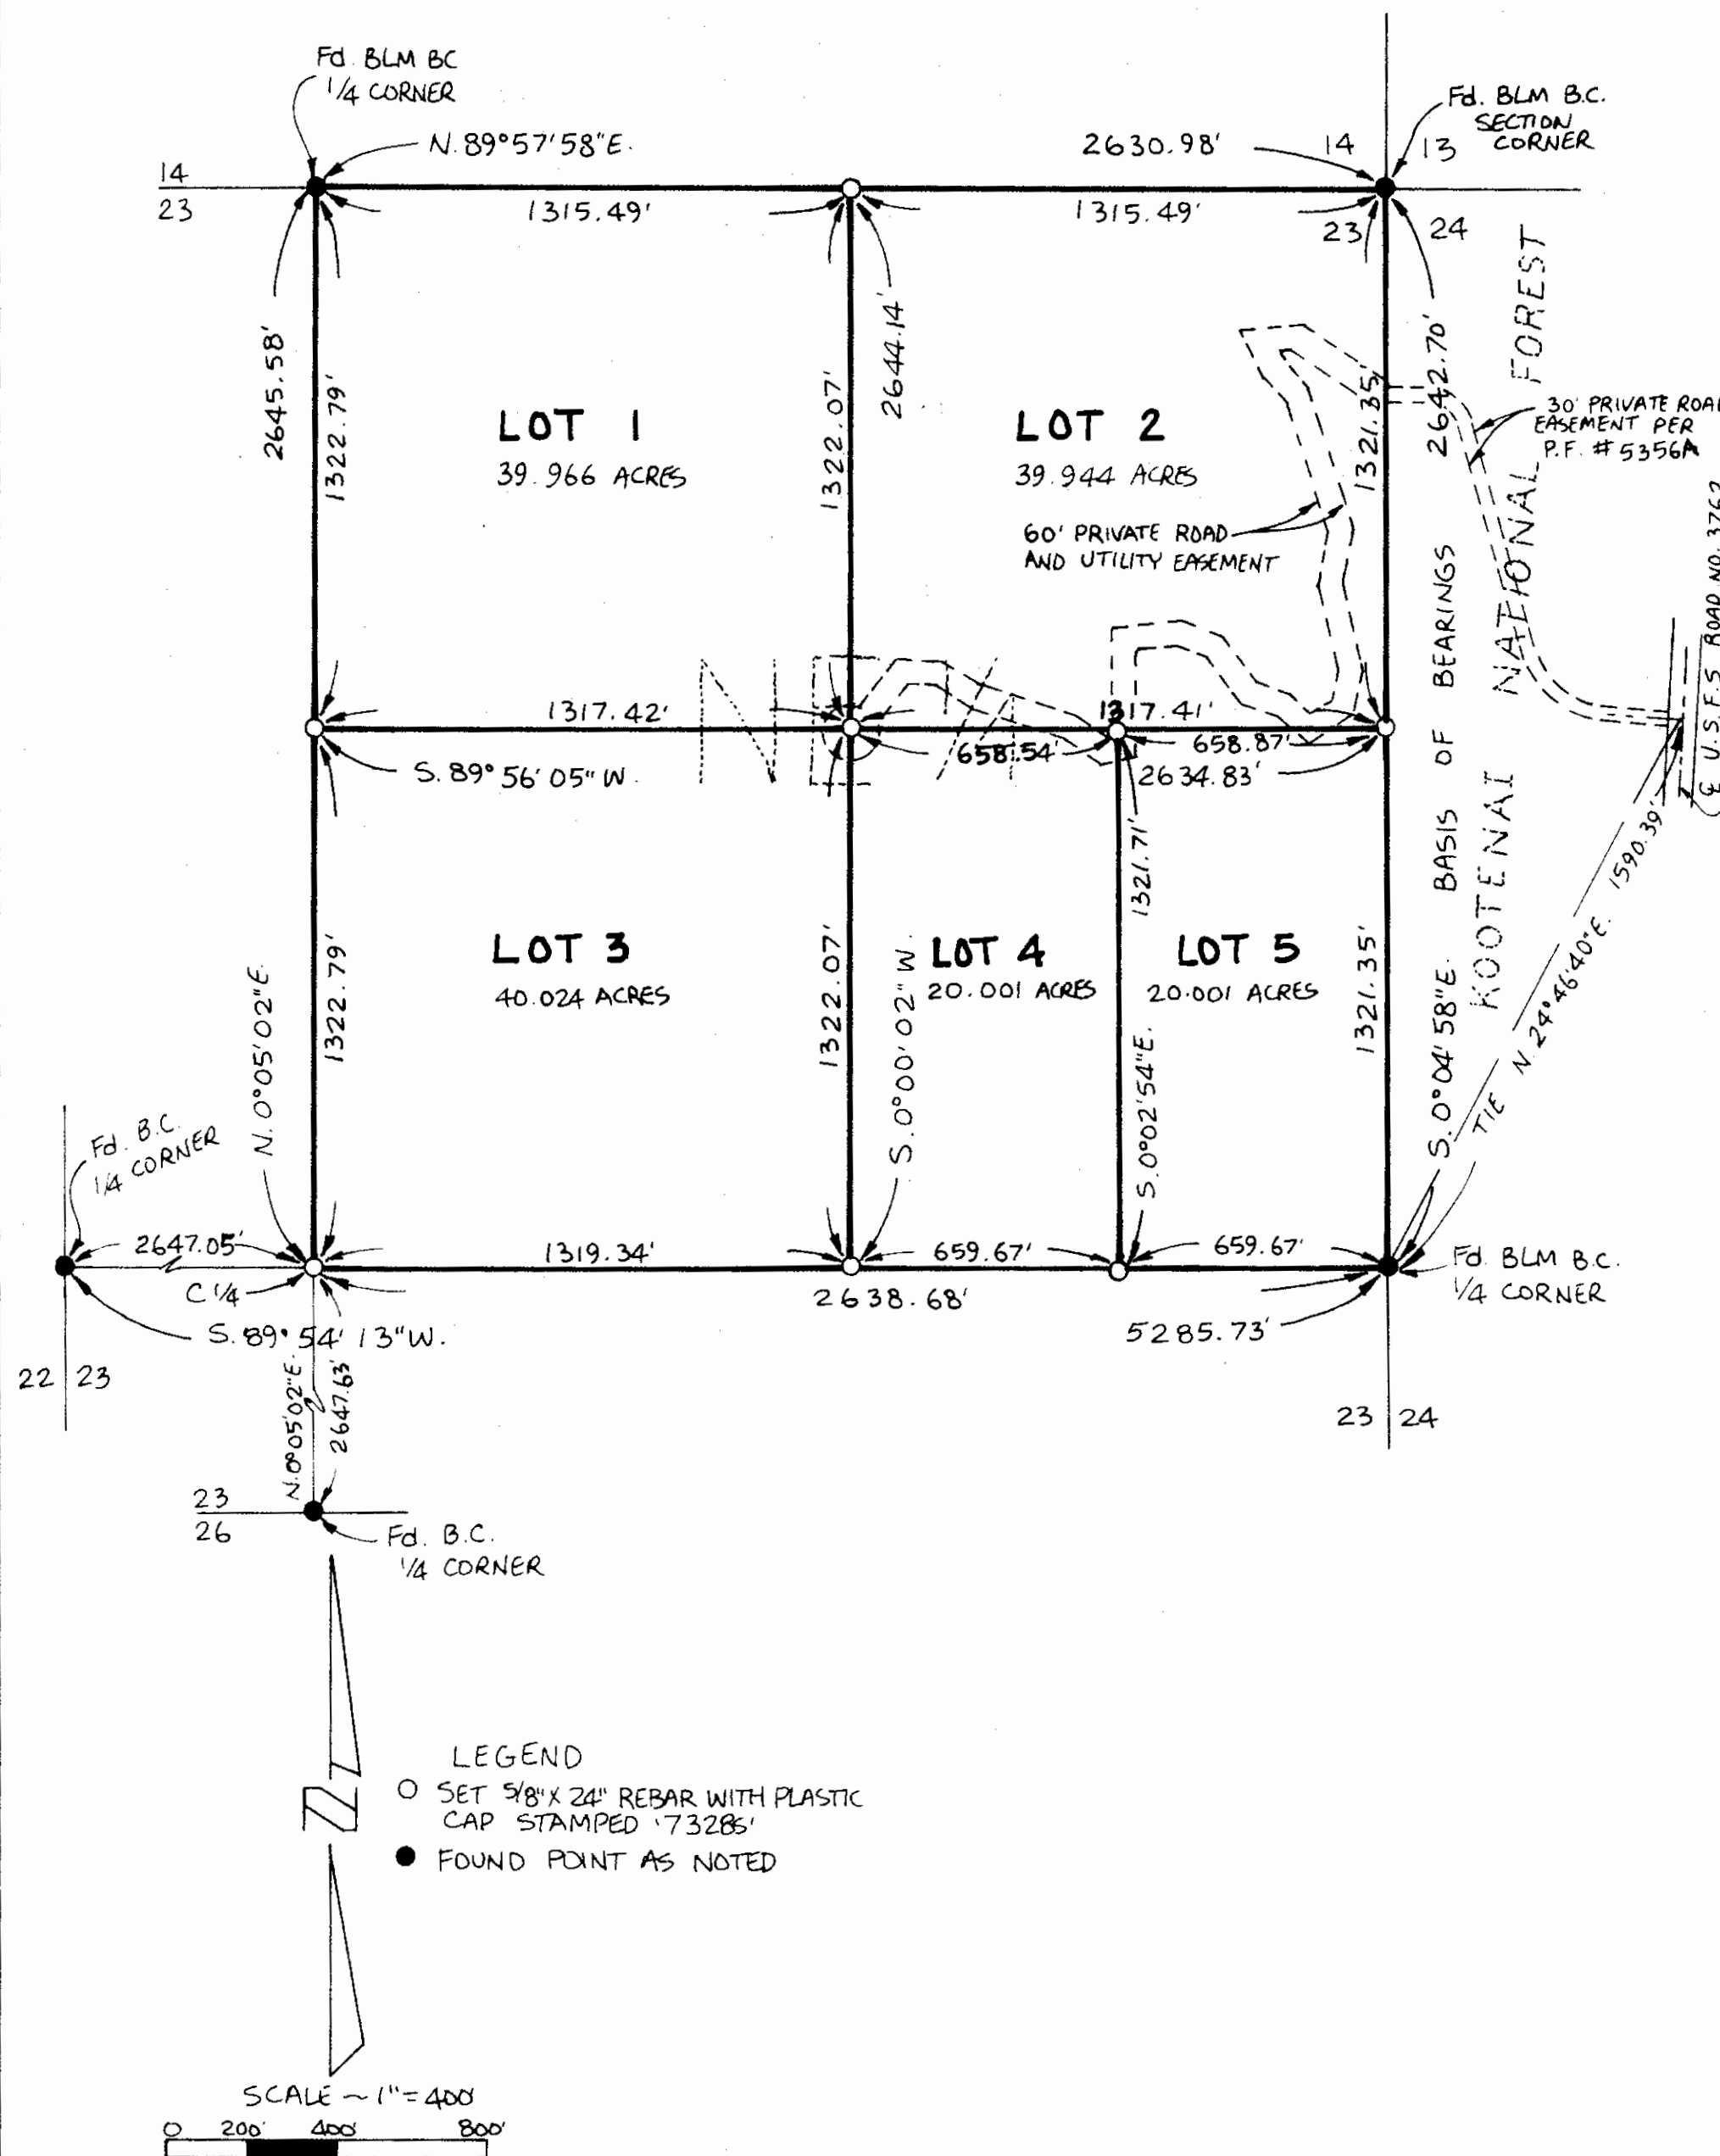 Fd. BLM BC
1/4 CORNER
N. 89°57'58"E.
2630.98'
14
13
Fd. BLM B.C.
SECTION
CORNER
14
23
1315.49'
1315.49'
23
24
2645.58'
1322.79'
1322.07'
2644.14'
1321.35'
2642.70'
LOT 1
39.966 ACRES
LOT 2
39.944 ACRES
60' PRIVATE ROAD
AND UTILITY EASEMENT
30' PRIVATE ROAD
EASEMENT PER
P.F. # 5356A
KOOTENAI NATIONAL FOREST
BASIS OF BEARINGS
℄ U.S.F.S ROAD NO. 3762
NE 1/4
1317.42'
1317.41'
S. 89° 56' 05" W.
658.54'
658.87'
2634.83'
1321.71'
LOT 3
40.024 ACRES
LOT 4
20.001 ACRES
LOT 5
20.001 ACRES
N. 0°05'02"E.
1322.79'
1322.07'
S. 0°00'02" W.
S. 0°02'54"E.
1321.35'
S. 0°04'58"E.
TIE N. 24°46'40"E. 1590.39'
Fd. B.C.
1/4 CORNER
2647.05'
C 1/4
1319.34'
659.67'
659.67'
Fd. BLM B.C.
1/4 CORNER
2638.68'
5285.73'
S. 89° 54' 13" W.
22
23
N. 0°05'02"E.
2647.63'
23
24
23
26
Fd. B.C.
1/4 CORNER
N
LEGEND
SET 5/8" X 24" REBAR WITH PLASTIC
CAP STAMPED '7328S'
FOUND POINT AS NOTED
SCALE ~ 1" = 400'
0 200' 400' 800'